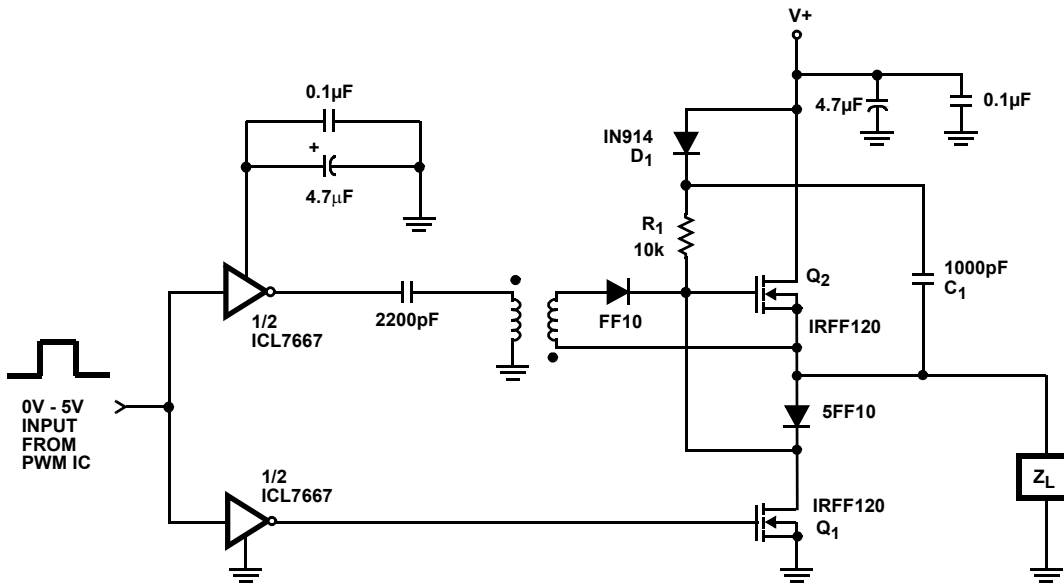 V+
0.1µF
4.7µF
0.1µF
IN914
D1
+
4.7µF
R1
10k
Q2
1000pF
C1
2200pF
FF10
IRFF120
1/2
ICL7667
0V - 5V
INPUT
FROM
PWM IC
5FF10
1/2
ICL7667
ZL
IRFF120
Q1